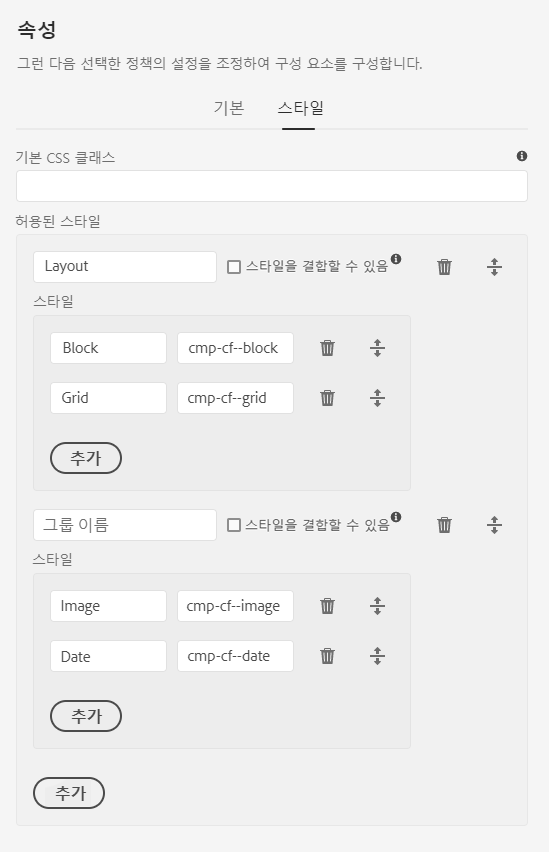 속성
그런 다음 선택한 정책의 설정을 조정하여 구성 요소를 구성합니다.
기본 스타일
기본 CSS 클래스
허용된 스타일
Layout 스타일을 결합할 수 있음
스타일
Block cmp-cf--block
Grid cmp-cf--grid
추가
그룹 이름 스타일을 결합할 수 있음
스타일
Image cmp-cf--image
Date cmp-cf--date
추가
추가